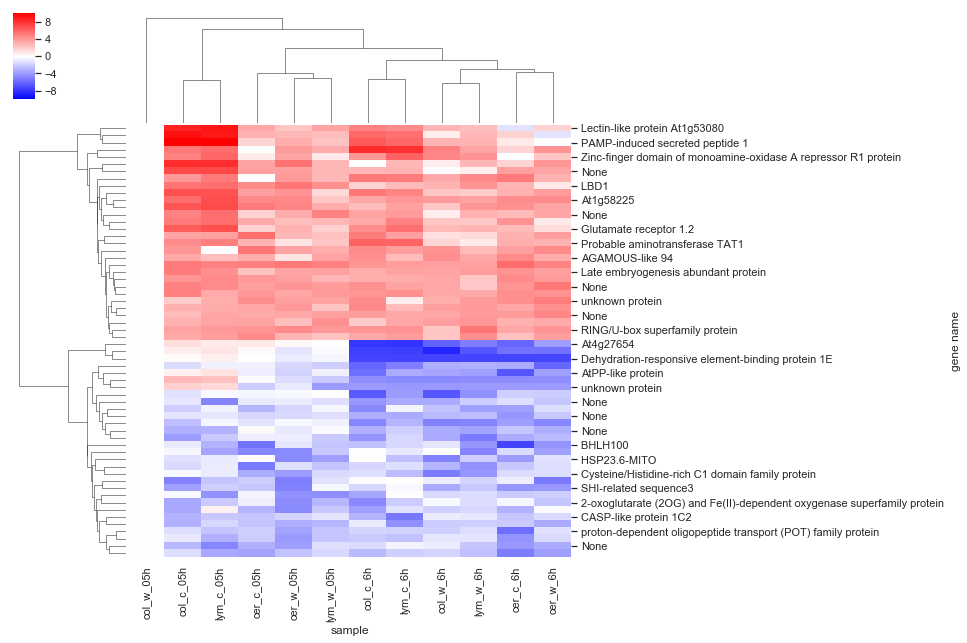 8
4
0
−4
−8
Lectin-like protein At1g53080
PAMP-induced secreted peptide 1
Zinc-finger domain of monoamine-oxidase A repressor R1 protein
None
LBD1
At1g58225
None
Glutamate receptor 1.2
Probable aminotransferase TAT1
AGAMOUS-like 94
Late embryogenesis abundant protein
None
unknown protein
None
RING/U-box superfamily protein
At4g27654
Dehydration-responsive element-binding protein 1E
AtPP-like protein
unknown protein
None
None
None
BHLH100
HSP23.6-MITO
Cysteine/Histidine-rich C1 domain family protein
SHI-related sequence3
2-oxoglutarate (2OG) and Fe(II)-dependent oxygenase superfamily protein
CASP-like protein 1C2
proton-dependent oligopeptide transport (POT) family protein
None
gene name
col_w_05h
col_c_05h
lym_c_05h
cer_c_05h
cer_w_05h
lym_w_05h
col_c_6h
lym_c_6h
col_w_6h
lym_w_6h
cer_c_6h
cer_w_6h
sample